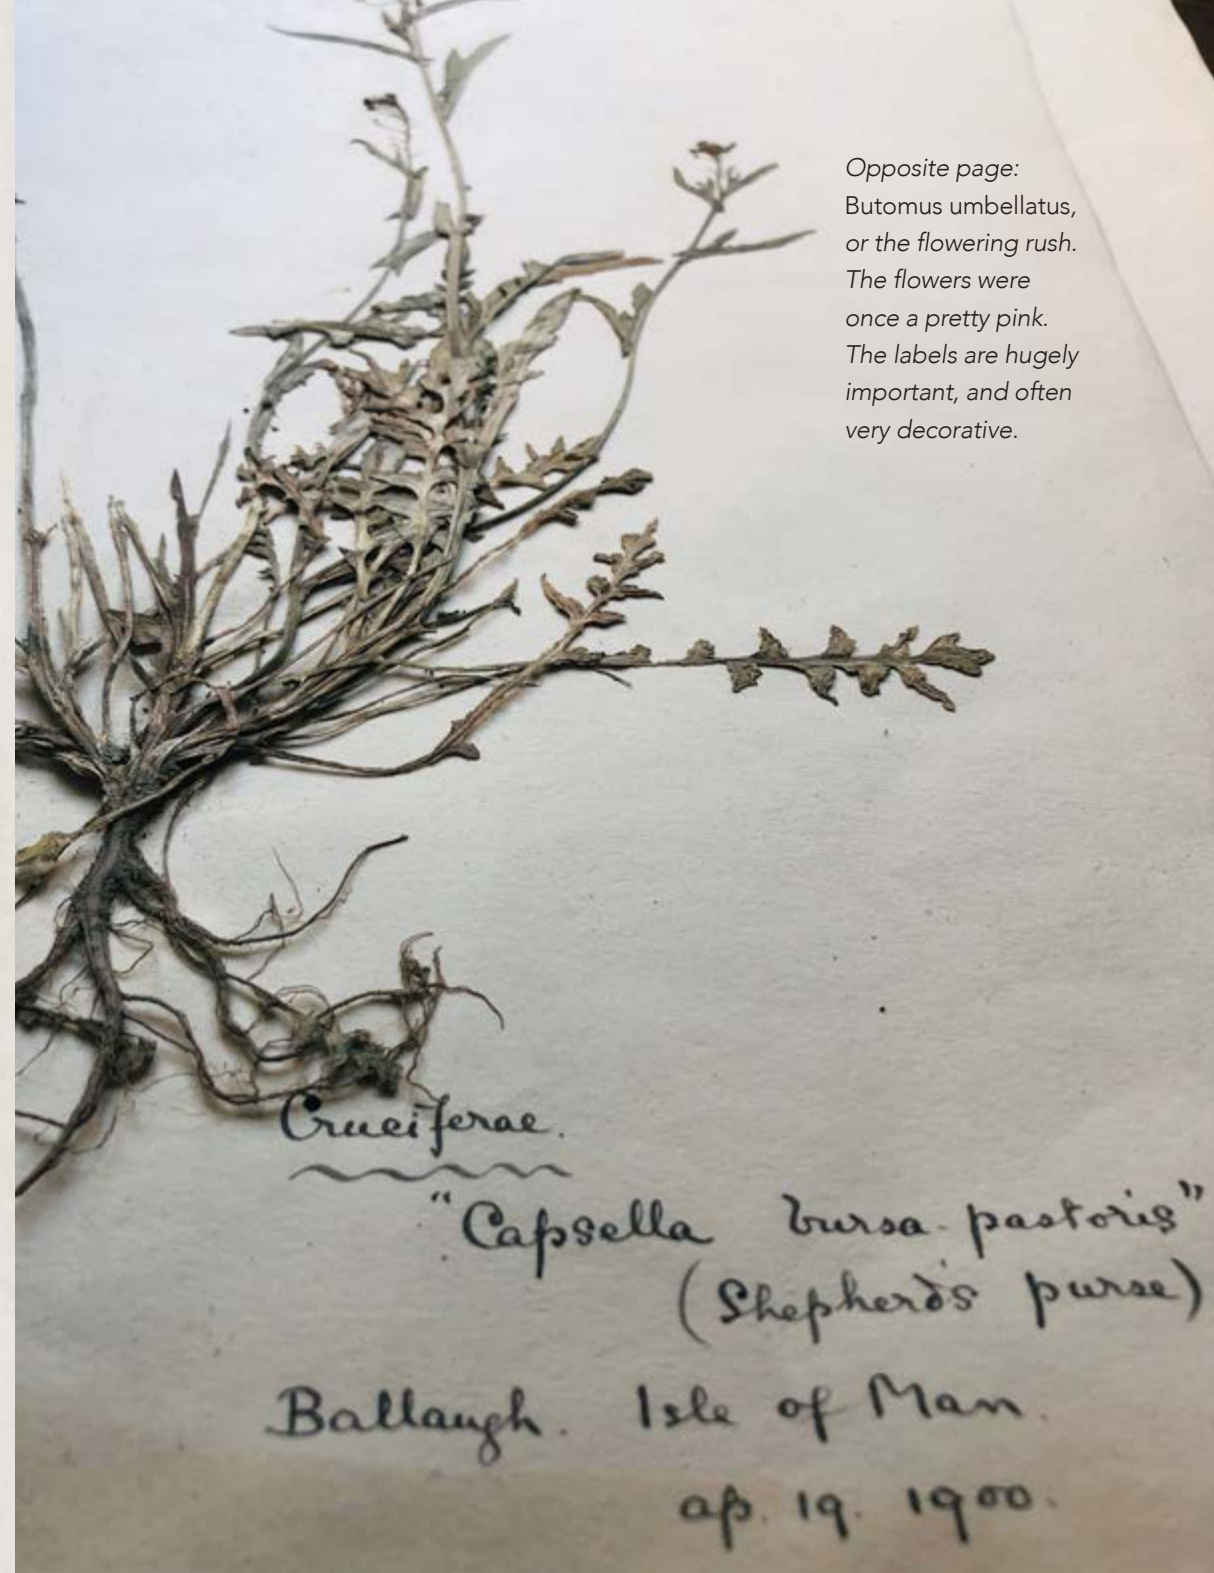 Opposite page:
Butomus umbellatus,
or the flowering rush.
The flowers were
once a pretty pink.
The labels are hugely
important, and often
very decorative.
Cruciferae.
"Capsella bursa-pastoris"
(Shepherd's purse)
Ballaugh. Isle of Man.
ap. 19. 1900.